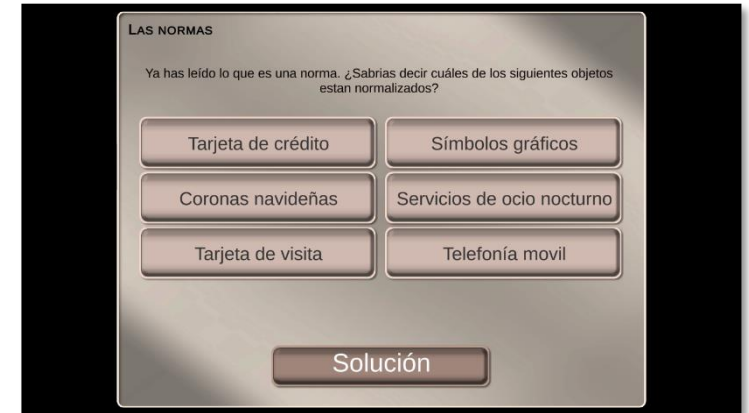 LAS NORMAS
Ya has leído lo que es una norma. ¿Sabrias decir cuáles de los siguientes objetos
estan normalizados?
Tarjeta de crédito
Símbolos gráficos
Coronas navideñas
Servicios de ocio nocturno
Tarjeta de visita
Telefonía movil
Solución